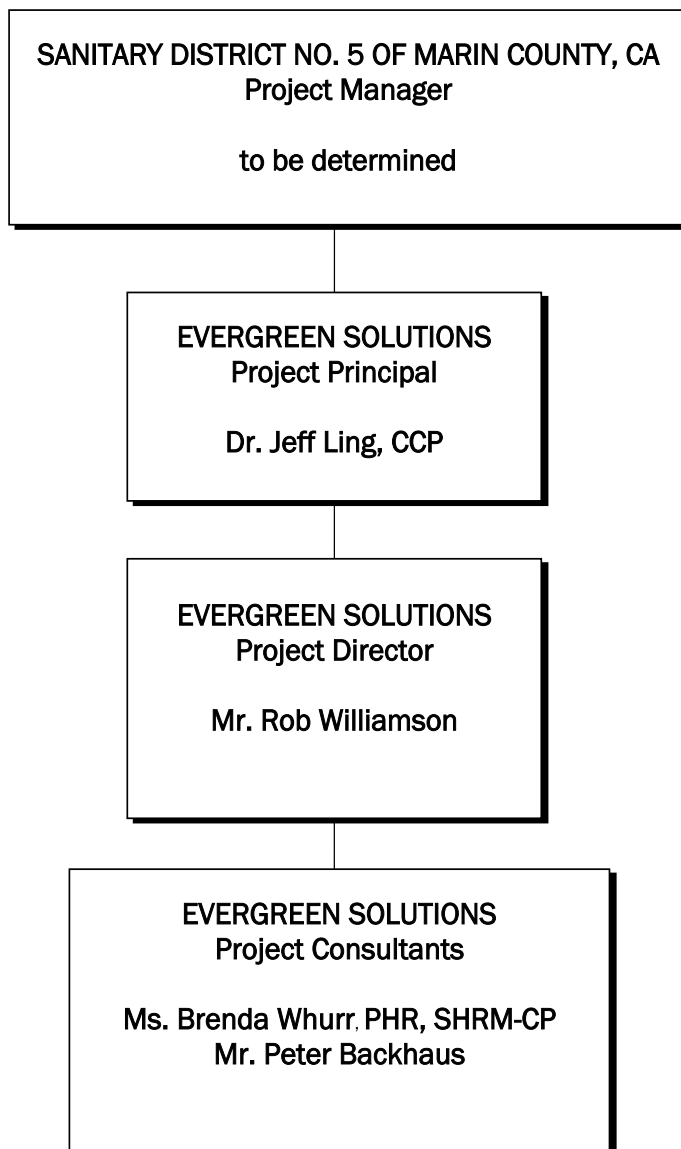 SANITARY DISTRICT NO. 5 OF MARIN COUNTY, CA
Project Manager
to be determined
EVERGREEN SOLUTIONS
Project Principal
Dr. Jeff Ling, CCP
EVERGREEN SOLUTIONS
Project Director
Mr. Rob Williamson
EVERGREEN SOLUTIONS
Project Consultants
Ms. Brenda Whurr, PHR, SHRM-CP
Mr. Peter Backhaus